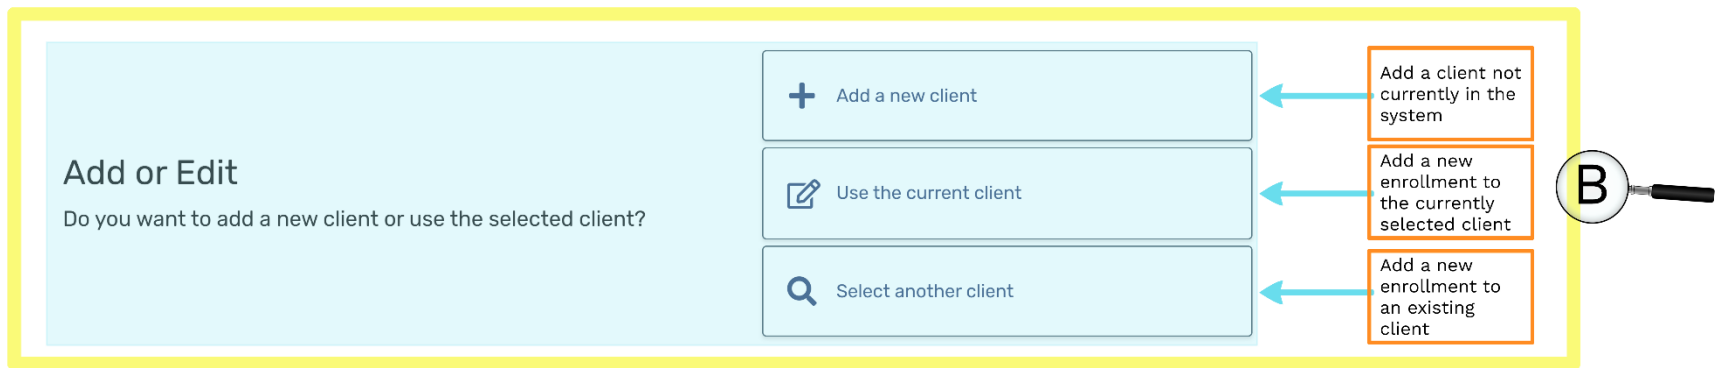 Add or Edit
Do you want to add a new client or use the selected client?
Add a new client
Use the current client
Select another client
Add a client not
currently in the
system
Add a new
enrollment to
the currently
selected client
Add a new
enrollment to
an existing
client
B